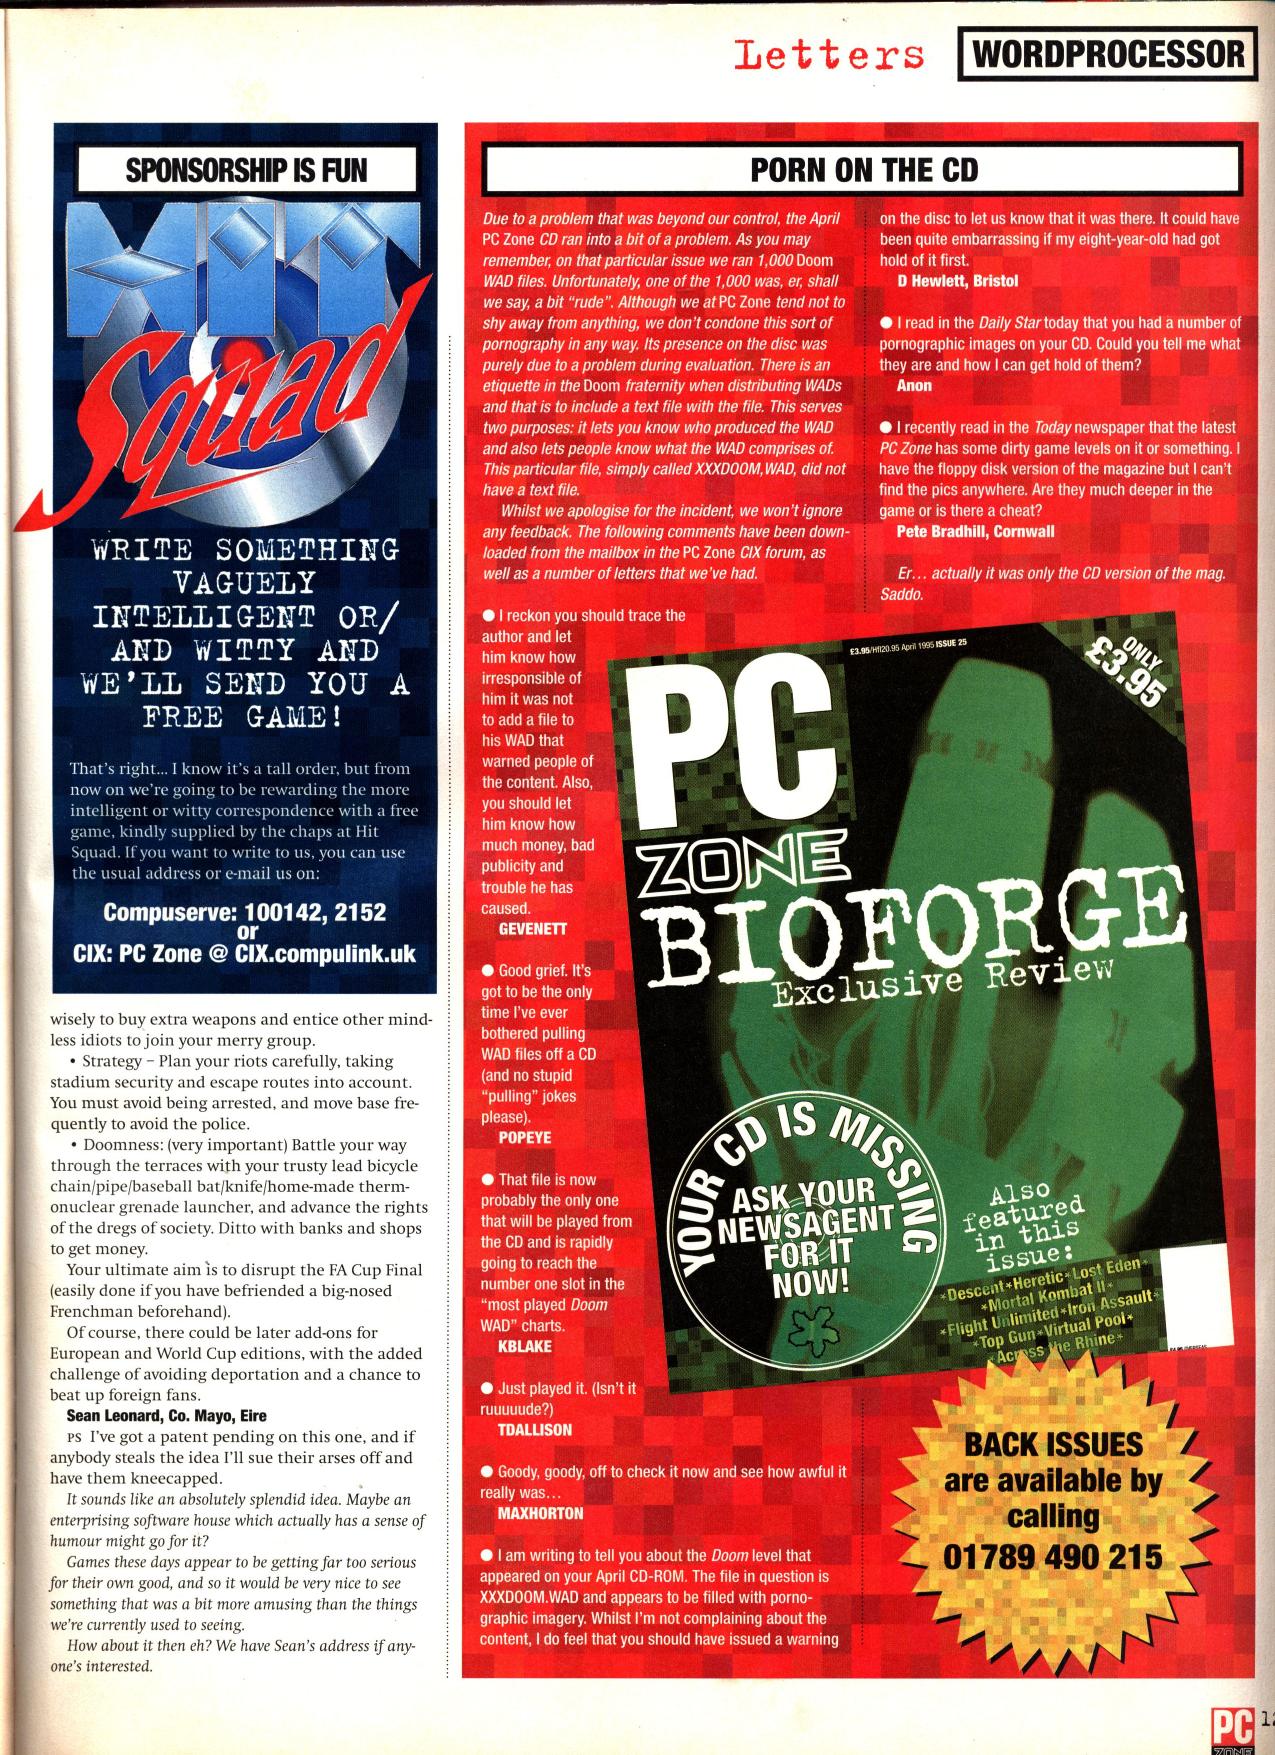 Letters WORDPROCESSOR
SPONSORSHIP IS FUN
HIT
Squad
WRITE SOMETHING
VAGUELY
INTELLIGENT OR/
AND WITTY AND
WE'LL SEND YOU A
FREE GAME!
That's right... I know it's a tall order, but from
now on we're going to be rewarding the more
intelligent or witty correspondence with a free
game, kindly supplied by the chaps at Hit
Squad. If you want to write to us, you can use
the usual address or e-mail us on:
Compuserve: 100142, 2152
or
CIX: PC Zone @ CIX.compulink.uk
wisely to buy extra weapons and entice other mind-
less idiots to join your merry group.
• Strategy – Plan your riots carefully, taking
stadium security and escape routes into account.
You must avoid being arrested, and move base fre-
quently to avoid the police.
• Doomness: (very important) Battle your way
through the terraces with your trusty lead bicycle
chain/pipe/baseball bat/knife/home-made therm-
onuclear grenade launcher, and advance the rights
of the dregs of society. Ditto with banks and shops
to get money.
Your ultimate aim is to disrupt the FA Cup Final
(easily done if you have befriended a big-nosed
Frenchman beforehand).
Of course, there could be later add-ons for
European and World Cup editions, with the added
challenge of avoiding deportation and a chance to
beat up foreign fans.
Sean Leonard, Co. Mayo, Eire
PS I've got a patent pending on this one, and if
anybody steals the idea I'll sue their arses off and
have them kneecapped.
It sounds like an absolutely splendid idea. Maybe an
enterprising software house which actually has a sense of
humour might go for it?
Games these days appear to be getting far too serious
for their own good, and so it would be very nice to see
something that was a bit more amusing than the things
we're currently used to seeing.
How about it then eh? We have Sean's address if any-
one's interested.
PORN ON THE CD
Due to a problem that was beyond our control, the April
PC Zone CD ran into a bit of a problem. As you may
remember, on that particular issue we ran 1,000 Doom
WAD files. Unfortunately, one of the 1,000 was, er, shall
we say, a bit “rude”. Although we at PC Zone tend not to
shy away from anything, we don't condone this sort of
pornography in any way. Its presence on the disc was
purely due to a problem during evaluation. There is an
etiquette in the Doom fraternity when distributing WADs
and that is to include a text file with the file. This serves
two purposes: it lets you know who produced the WAD
and also lets people know what the WAD comprises of.
This particular file, simply called XXXDOOM,WAD, did not
have a text file.
Whilst we apologise for the incident, we won't ignore
any feedback. The following comments have been down-
loaded from the mailbox in the PC Zone CIX forum, as
well as a number of letters that we've had.
● I reckon you should trace the
author and let
him know how
irresponsible of
him it was not
to add a file to
his WAD that
warned people of
the content. Also,
you should let
him know how
much money, bad
publicity and
trouble he has
caused.
GEVENETT
● Good grief. It's
got to be the only
time I've ever
bothered pulling
WAD files off a CD
(and no stupid
“pulling” jokes
please).
POPEYE
● That file is now
probably the only one
that will be played from
the CD and is rapidly
going to reach the
number one slot in the
“most played Doom
WAD” charts.
KBLAKE
● Just played it. (Isn't it
ruuuuude?)
TDALLISON
● Goody, goody, off to check it now and see how awful it
really was...
MAXHORTON
● I am writing to tell you about the Doom level that
appeared on your April CD-ROM. The file in question is
XXXDOOM.WAD and appears to be filled with porno-
graphic imagery. Whilst I'm not complaining about the
content, I do feel that you should have issued a warning
on the disc to let us know that it was there. It could have
been quite embarrassing if my eight-year-old had got
hold of it first.
D Hewlett, Bristol
● I read in the Daily Star today that you had a number of
pornographic images on your CD. Could you tell me what
they are and how I can get hold of them?
Anon
● I recently read in the Today newspaper that the latest
PC Zone has some dirty game levels on it or something. I
have the floppy disk version of the magazine but I can't
find the pics anywhere. Are they much deeper in the
game or is there a cheat?
Pete Bradhill, Cornwall
Er... actually it was only the CD version of the mag.
Saddo.
£3.95/Hfl20.95 April 1995 ISSUE 25
ONLY
£3.95
PC
ZONE
BIOFORGE
Exclusive Review
YOUR CD IS MISSING
ASK YOUR
NEWSAGENT
FOR IT
NOW!
Also
featured
in this
issue:
*Descent*Heretic*Lost Eden*
*Mortal Kombat II*
*Flight Unlimited*Iron Assault*
*Top Gun*Virtual Pool*
*Across the Rhine*
BACK ISSUES
are available by
calling
01789 490 215
PC
ZONE